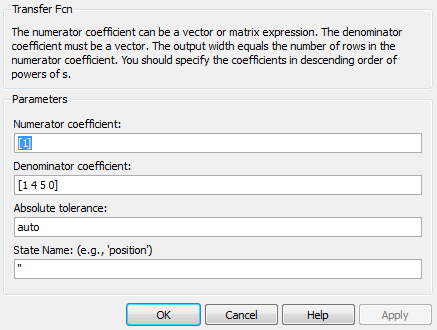 Transfer Fcn
The numerator coefficient can be a vector or matrix expression. The denominator
coefficient must be a vector. The output width equals the number of rows in the
numerator coefficient. You should specify the coefficients in descending order of
powers of s.
Parameters
Numerator coefficient:
[1]
Denominator coefficient:
[1 4 5 0]
Absolute tolerance:
auto
State Name: (e.g., 'position')
''
OK Cancel Help Apply